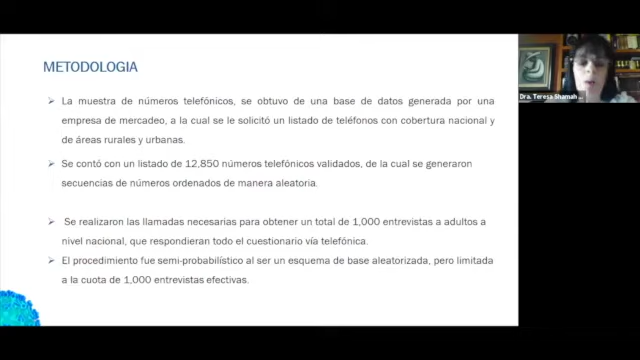 METODOLOGIA
La muestra de números telefónicos, se obtuvo de una base de datos generada por una
empresa de mercadeo, a la cual se le solicitó un listado de teléfonos con cobertura nacional y
de áreas rurales y urbanas.
Se contó con un listado de 12,850 números telefónicos validados, de la cual se generaron
secuencias de números ordenados de manera aleatoria.
Se realizaron las llamadas necesarias para obtener un total de 1,000 entrevistas a adultos a
nivel nacional, que respondieran todo el cuestionario vía telefónica.
El procedimiento fue semi-probabilístico al ser un esquema de base aleatorizada, pero limitada
a la cuota de 1,000 entrevistas efectivas.
Dra. Teresa Shamah